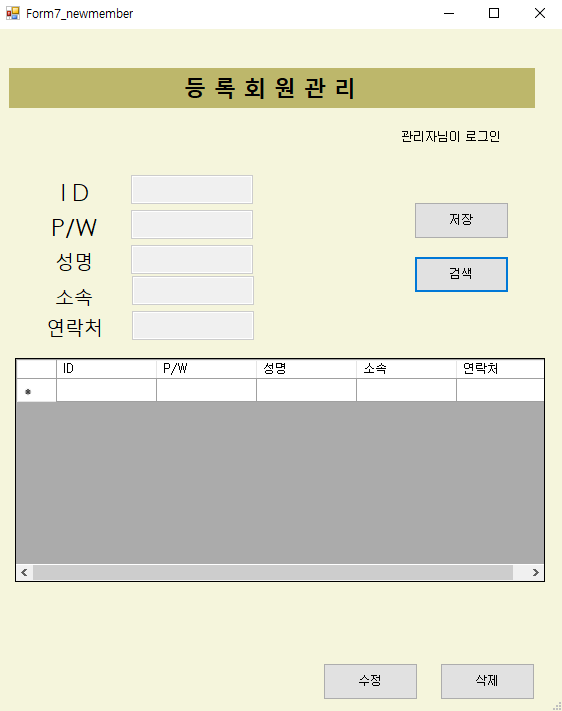 Form7_newmember
등 록 회 원 관 리
관리자님이 로그인
ID
P/W
저장
성명
검색
소속
연락처
ID P/W 성명 소속 연락처
수정 삭제